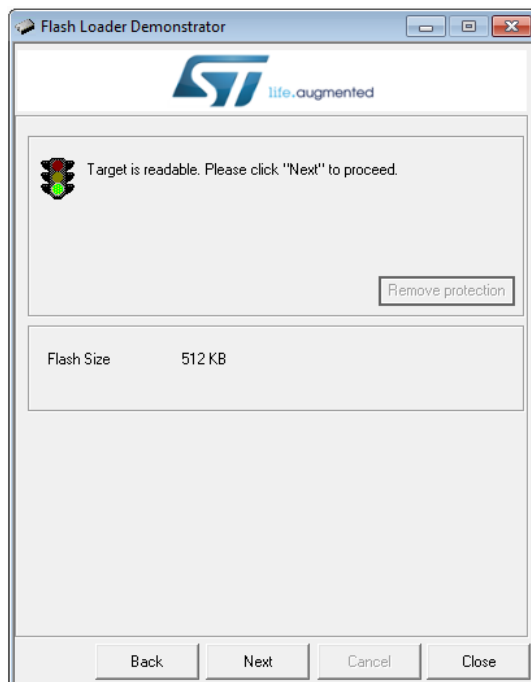 Flash Loader Demonstrator
ST life.augmented
Target is readable. Please click "Next" to proceed.
Remove protection
Flash Size 512 KB
Back Next Cancel Close